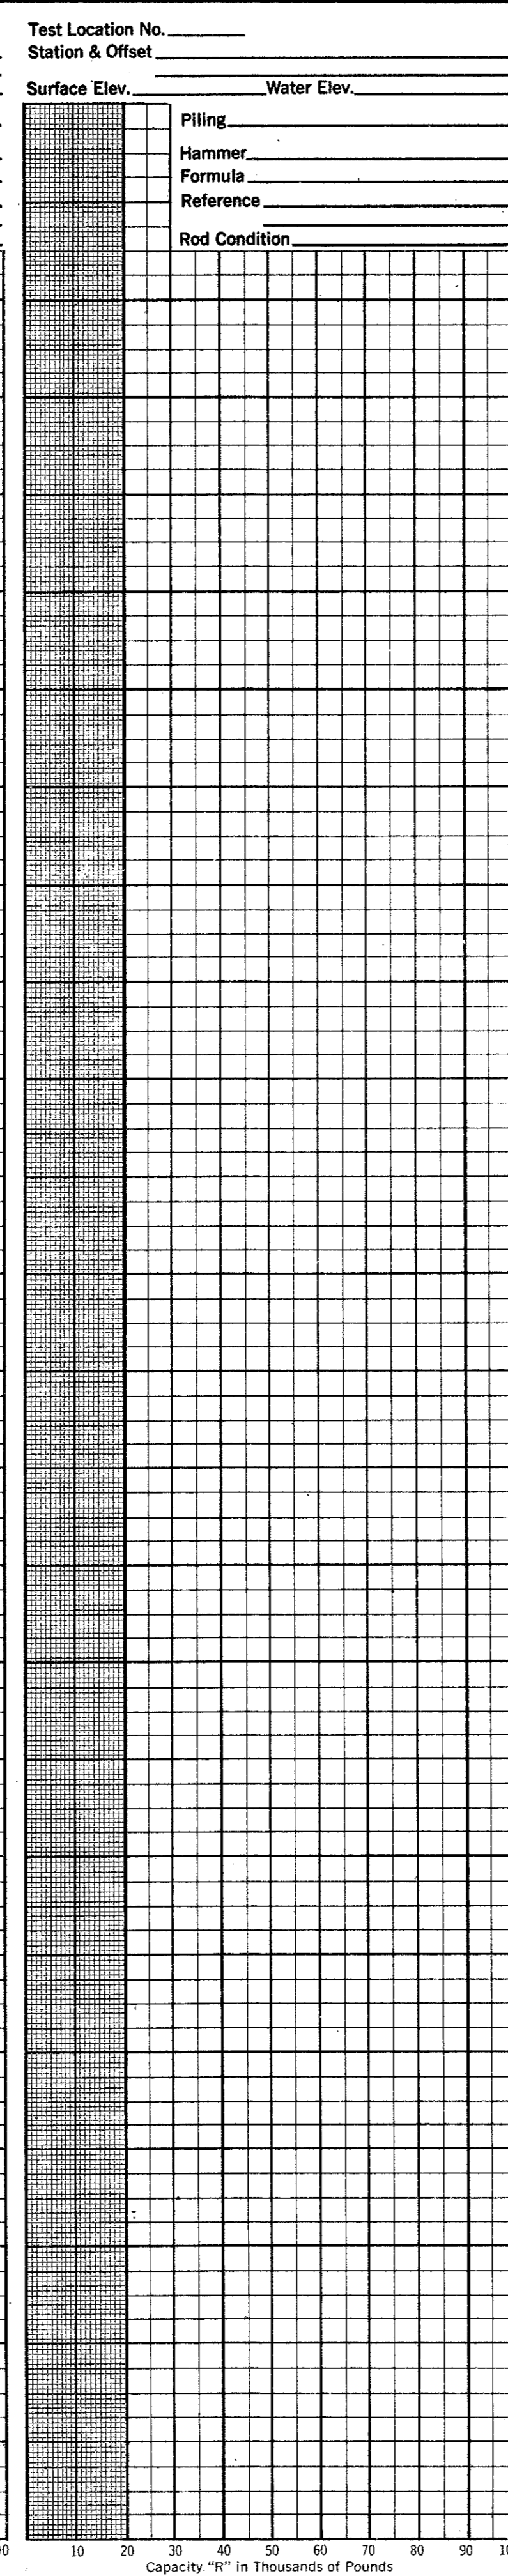 Test Location No.
Station & Offset
Surface Elev. Water Elev.
Piling
Hammer
Formula
Reference
Rod Condition
10 20 30 40 50 60 70 80 90
Capacity "R" in Thousands of Pounds